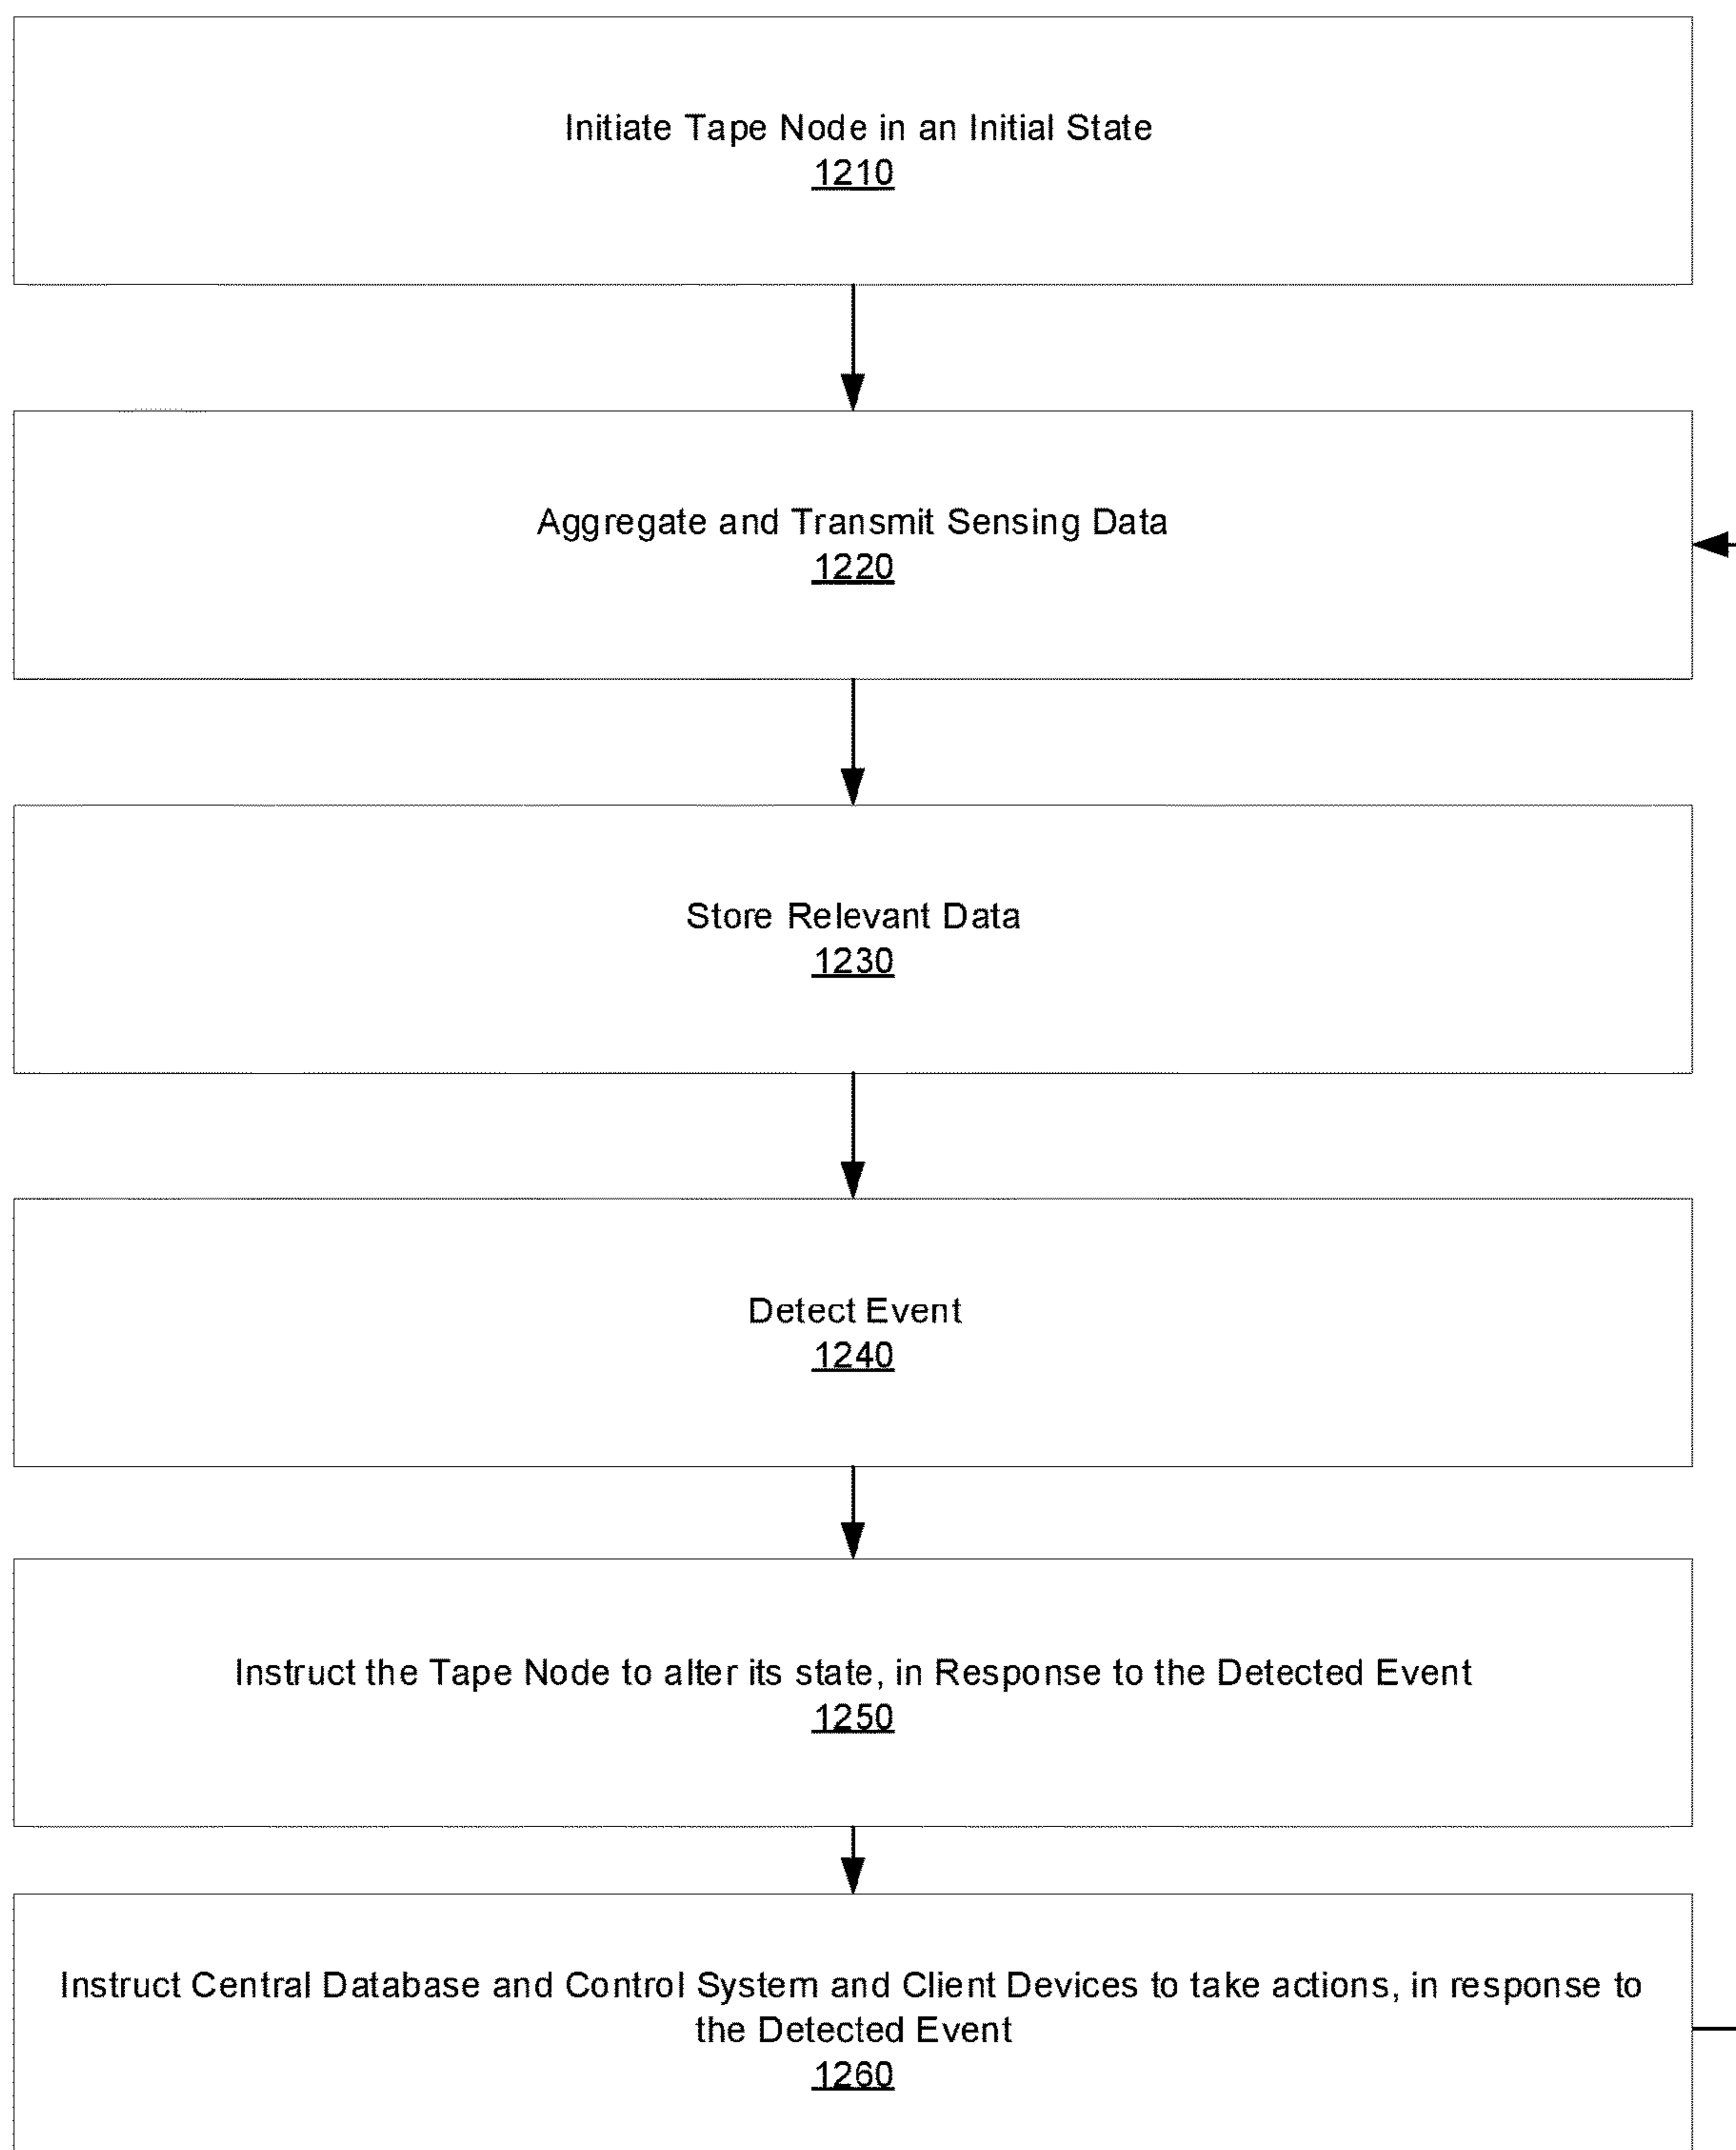 Initiate Tape Node in an Initial State
1210
Aggregate and Transmit Sensing Data
1220
Store Relevant Data
1230
Detect Event
1240
Instruct the Tape Node to alter its state, in Response to the Detected Event
1250
Instruct Central Database and Control System and Client Devices to take actions, in response to
the Detected Event
1260